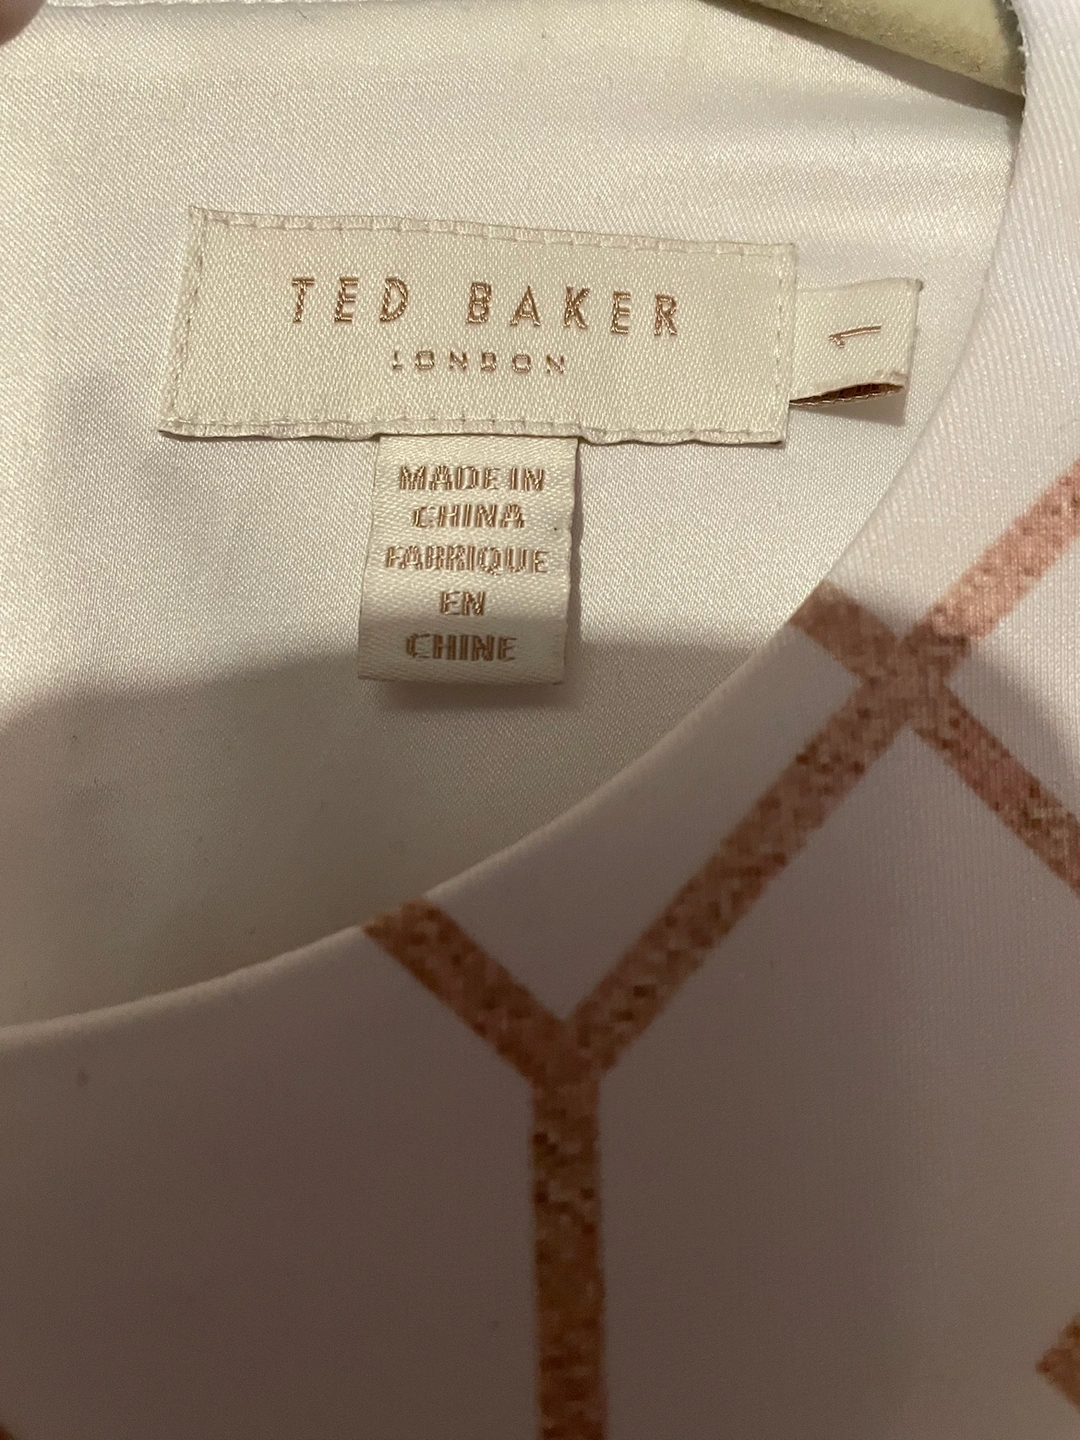 TED BAKER
LONDON
1
MADE IN
CHINA
FABRIQUE
EN
CHINE